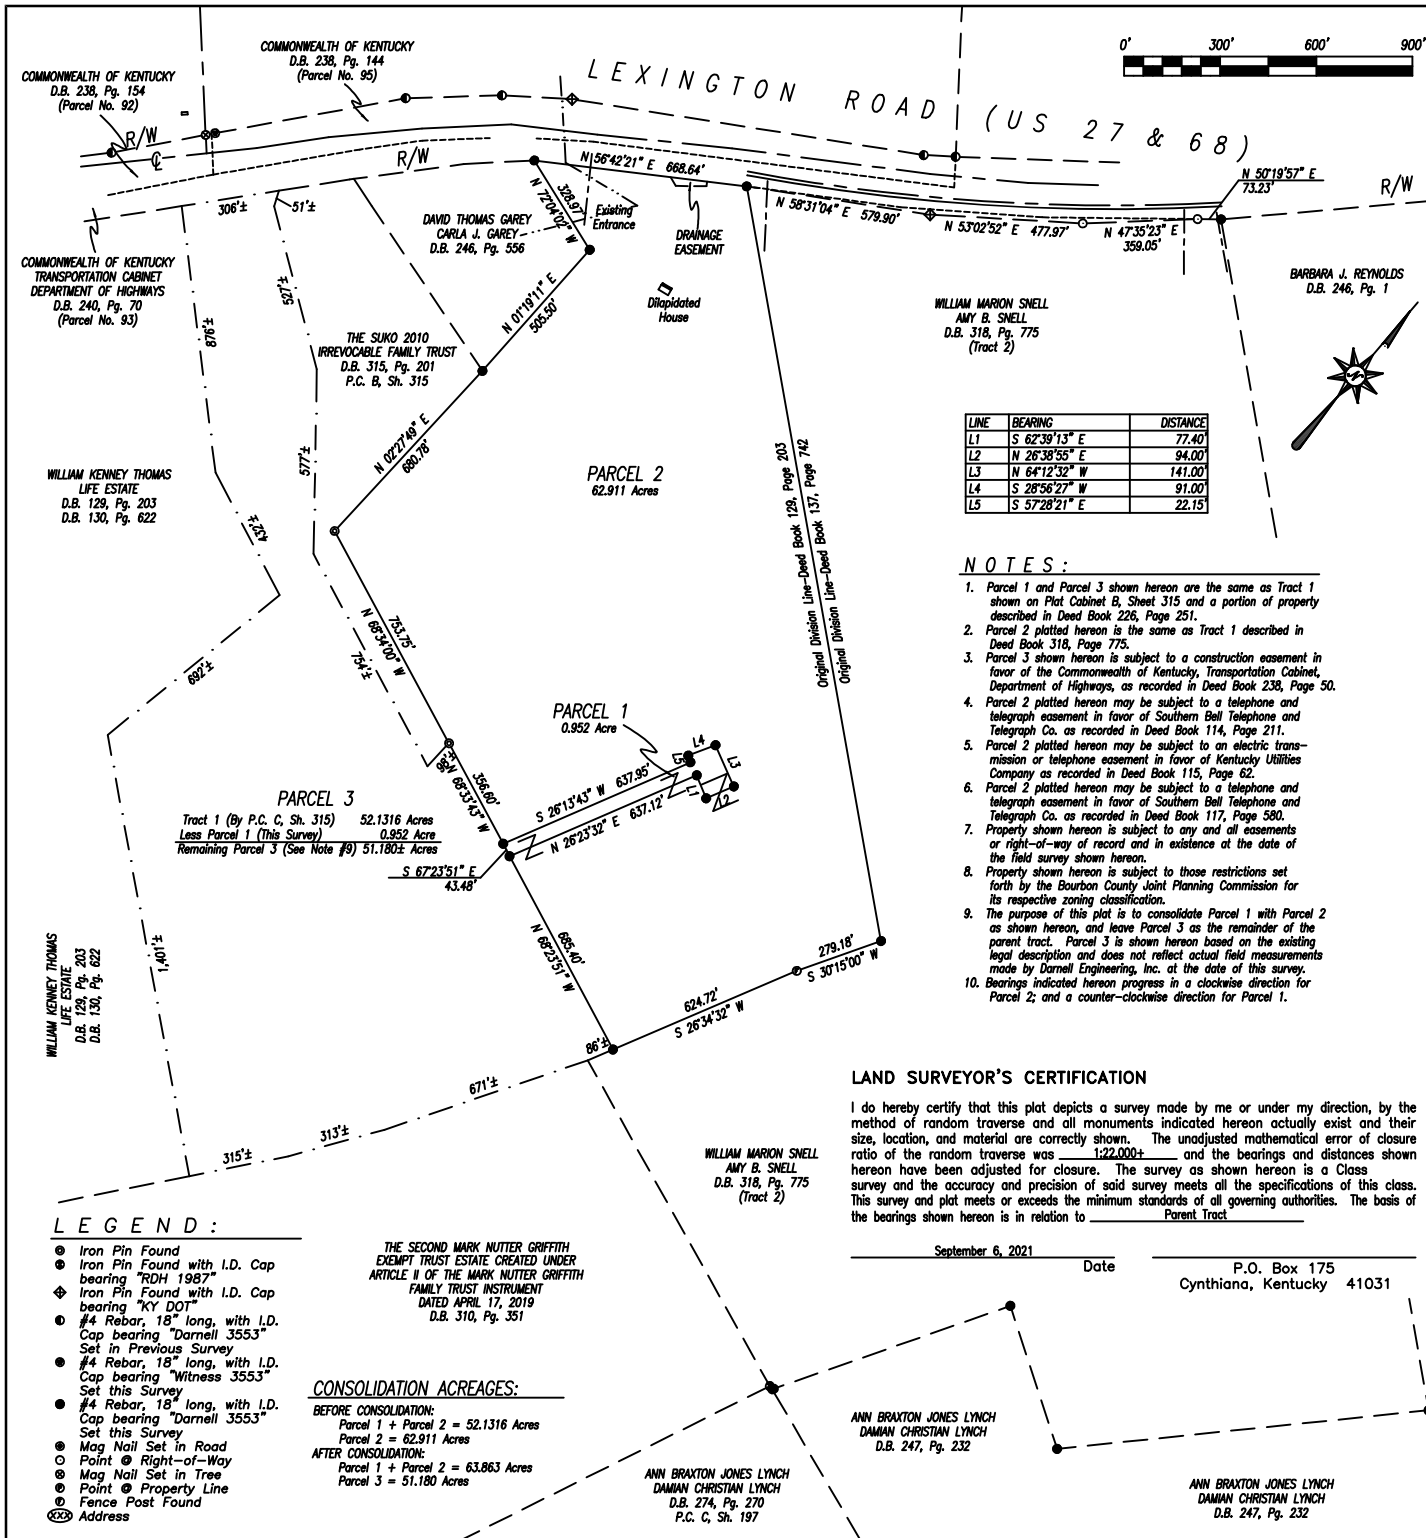 COMMONWEALTH OF KENTUCKY
D.B. 238, Pg. 144
(Parcel No. 95)
COMMONWEALTH OF KENTUCKY
D.B. 238, Pg. 154
(Parcel No. 92)
0' 300' 600' 900'
LEXINGTON ROAD (US 27 & 68)
R/W
R/W
R/W
N 56°42'21" E 668.64'
328.97'
N 72°04'02" W
Existing
Entrance
DRAINAGE
EASEMENT
N 58°31'04" E 579.90'
N 53°02'52" E 477.97'
N 47°35'23" E
359.05'
N 50°19'57" E
73.23'
306'±
51'±
DAVID THOMAS GAREY
CARLA J. GAREY
D.B. 246, Pg. 556
COMMONWEALTH OF KENTUCKY
TRANSPORTATION CABINET
DEPARTMENT OF HIGHWAYS
D.B. 240, Pg. 70
(Parcel No. 93)
BARBARA J. REYNOLDS
D.B. 246, Pg. 1
Dilapidated
House
WILLIAM MARION SNELL
AMY B. SNELL
D.B. 318, Pg. 775
(Tract 2)
876'±
527'±
N 01°19'11" E
505.50'
THE SUKO 2010
IRREVOCABLE FAMILY TRUST
D.B. 315, Pg. 201
P.C. B, Sh. 315
N
LINE BEARING DISTANCE
L1 S 62°39'13" E 77.40'
L2 N 26°38'55" E 94.00'
L3 N 64°12'32" W 141.00'
L4 S 28°56'27" W 91.00'
L5 S 57°28'21" E 22.15'
N 02°27'49" E
680.78'
577'±
PARCEL 2
62.911 Acres
Original Division Line-Deed Book 129, Page 203
Original Division Line-Deed Book 137, Page 742
WILLIAM KENNEY THOMAS
LIFE ESTATE
D.B. 129, Pg. 203
D.B. 130, Pg. 622
432'±
692'±
753.75'
N 68°34'00" W
754'±
NOTES:
1. Parcel 1 and Parcel 3 shown hereon are the same as Tract 1
shown on Plat Cabinet B, Sheet 315 and a portion of property
described in Deed Book 226, Page 251.
2. Parcel 2 platted hereon is the same as Tract 1 described in
Deed Book 318, Page 775.
3. Parcel 3 shown hereon is subject to a construction easement in
favor of the Commonwealth of Kentucky, Transportation Cabinet,
Department of Highways, as recorded in Deed Book 238, Page 50.
4. Parcel 2 platted hereon may be subject to a telephone and
telegraph easement in favor of Southern Bell Telephone and
Telegraph Co. as recorded in Deed Book 114, Page 211.
5. Parcel 2 platted hereon may be subject to an electric trans-
mission or telephone easement in favor of Kentucky Utilities
Company as recorded in Deed Book 115, Page 62.
6. Parcel 2 platted hereon may be subject to a telephone and
telegraph easement in favor of Southern Bell Telephone and
Telegraph Co. as recorded in Deed Book 117, Page 580.
7. Property shown hereon is subject to any and all easements
or right-of-way of record and in existence at the date of
the field survey shown hereon.
8. Property shown hereon is subject to those restrictions set
forth by the Bourbon County Joint Planning Commission for
its respective zoning classification.
9. The purpose of this plat is to consolidate Parcel 1 with Parcel 2
as shown hereon, and leave Parcel 3 as the remainder of the
parent tract. Parcel 3 is shown hereon based on the existing
legal description and does not reflect actual field measurements
made by Darnell Engineering, Inc. at the date of this survey.
10. Bearings indicated hereon progress in a clockwise direction for
Parcel 2; and a counter-clockwise direction for Parcel 1.
PARCEL 1
0.952 Acre
L4
L5
L3
L1
L2
S 26°13'43" W 637.95'
N 26°23'32" E 637.12'
356.60'
N 68°33'43" W
PARCEL 3
Tract 1 (By P.C. C, Sh. 315) 52.1316 Acres
Less Parcel 1 (This Survey) 0.952 Acre
Remaining Parcel 3 (See Note #9) 51.180± Acres
S 67°23'51" E
43.48'
685.40'
N 68°23'51" W
279.18'
S 30°15'00" W
624.72'
S 26°34'32" W
WILLIAM KENNEY THOMAS
LIFE ESTATE
D.B. 129, Pg. 203
D.B. 130, Pg. 622
1,401'±
86'±
671'±
313'±
315'±
LAND SURVEYOR'S CERTIFICATION
I do hereby certify that this plat depicts a survey made by me or under my direction, by the
method of random traverse and all monuments indicated hereon actually exist and their
size, location, and material are correctly shown. The unadjusted mathematical error of closure
ratio of the random traverse was 1:22,000+ and the bearings and distances shown
hereon have been adjusted for closure. The survey as shown hereon is a Class
survey and the accuracy and precision of said survey meets all the specifications of this class.
This survey and plat meets or exceeds the minimum standards of all governing authorities. The basis of
the bearings shown hereon is in relation to Parent Tract
September 6, 2021
Date
P.O. Box 175
Cynthiana, Kentucky 41031
WILLIAM MARION SNELL
AMY B. SNELL
D.B. 318, Pg. 775
(Tract 2)
LEGEND:
Iron Pin Found
Iron Pin Found with I.D. Cap
bearing "RDH 1987"
Iron Pin Found with I.D. Cap
bearing "KY DOT"
#4 Rebar, 18" long, with I.D.
Cap bearing "Darnell 3553"
Set in Previous Survey
#4 Rebar, 18" long, with I.D.
Cap bearing "Witness 3553"
Set this Survey
#4 Rebar, 18" long, with I.D.
Cap bearing "Darnell 3553"
Set this Survey
Mag Nail Set in Road
Point @ Right-of-Way
Mag Nail Set in Tree
Point @ Property Line
Fence Post Found
XXX Address
THE SECOND MARK NUTTER GRIFFITH
EXEMPT TRUST ESTATE CREATED UNDER
ARTICLE II OF THE MARK NUTTER GRIFFITH
FAMILY TRUST INSTRUMENT
DATED APRIL 17, 2019
D.B. 310, Pg. 351
CONSOLIDATION ACREAGES:
BEFORE CONSOLIDATION:
Parcel 1 + Parcel 2 = 52.1316 Acres
Parcel 2 = 62.911 Acres
AFTER CONSOLIDATION:
Parcel 1 + Parcel 2 = 63.863 Acres
Parcel 3 = 51.180 Acres
ANN BRAXTON JONES LYNCH
DAMIAN CHRISTIAN LYNCH
D.B. 247, Pg. 232
ANN BRAXTON JONES LYNCH
DAMIAN CHRISTIAN LYNCH
D.B. 274, Pg. 270
P.C. C, Sh. 197
ANN BRAXTON JONES LYNCH
DAMIAN CHRISTIAN LYNCH
D.B. 247, Pg. 232